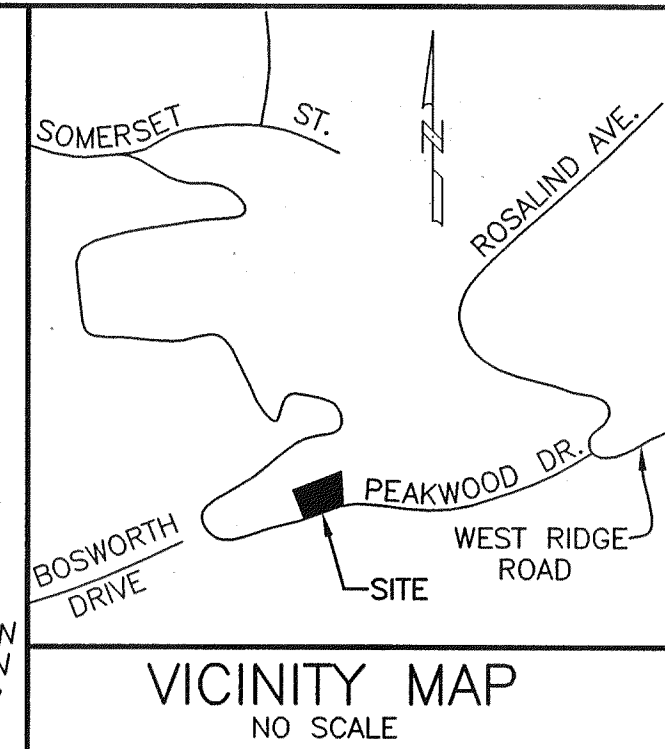 SOMERSET
ST.
N
ROSALIND AVE.
PEAKWOOD DR.
BOSWORTH
DRIVE
WEST RIDGE
ROAD
SITE
N
N
VICINITY MAP
NO SCALE